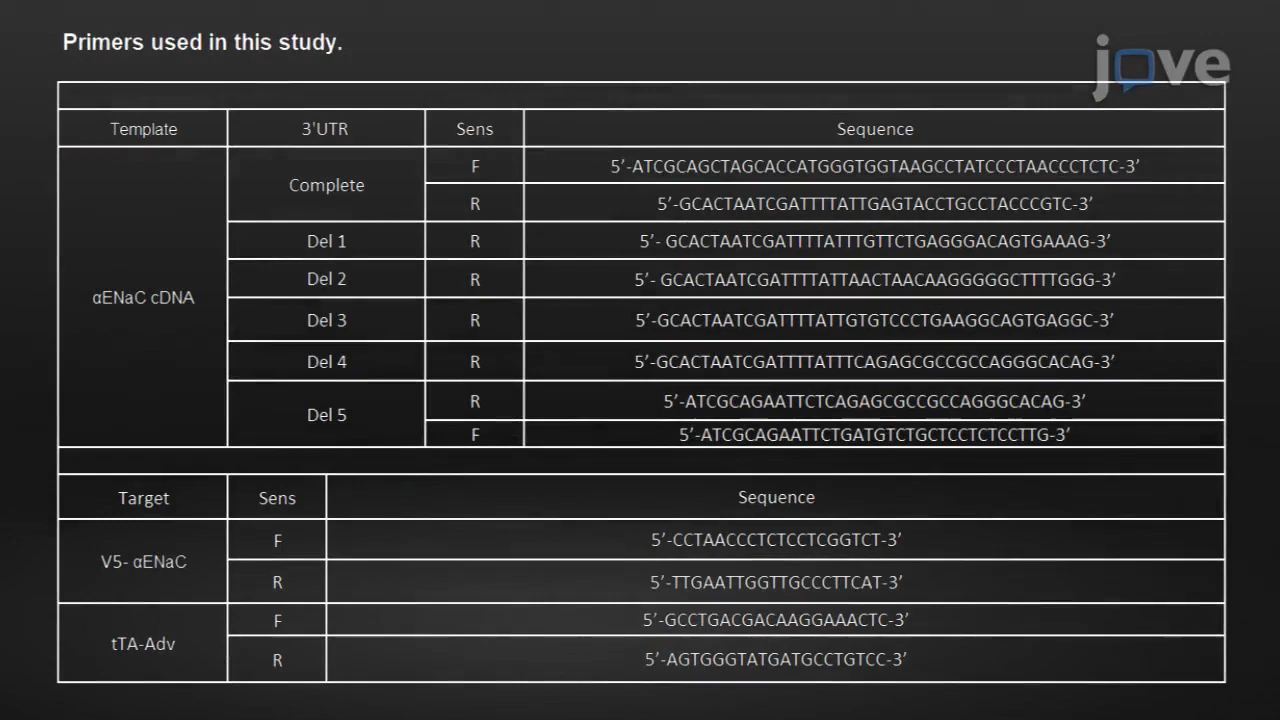 Primers used in this study.
jove
Template 3'UTR Sens Sequence
αENaC cDNA
Complete
F 5’-ATCGCAGCTAGCACCATGGGTGGTAAGCCTATCCCTAACCCTCTC-3’
R 5’-GCACTAATCGATTTTATTGAGTACCTGCCTACCCGTC-3’
Del 1 R 5’- GCACTAATCGATTTTATTTGTTCTGAGGGACAGTGAAAG-3’
Del 2 R 5’- GCACTAATCGATTTTATTAACTAACAAGGGGGCTTTTGGG-3’
Del 3 R 5’-GCACTAATCGATTTTATTGTGTCCCTGAAGGCAGTGAGGC-3’
Del 4 R 5’-GCACTAATCGATTTTATTTCAGAGCGCCGCCAGGGCACAG-3’
Del 5
R 5’-ATCGCAGAATTCTCAGAGCGCCGCCAGGGCACAG-3’
F 5’-ATCGCAGAATTCTGATGTCTGCTCCTCTCCTTG-3’
Target Sens Sequence
V5- αENaC
F 5’-CCTAACCCTCTCCTCGGTCT-3’
R 5’-TTGAATTGGTTGCCCTTCAT-3’
tTA-Adv
F 5’-GCCTGACGACAAGGAAACTC-3’
R 5’-AGTGGGTATGATGCCTGTCC-3’